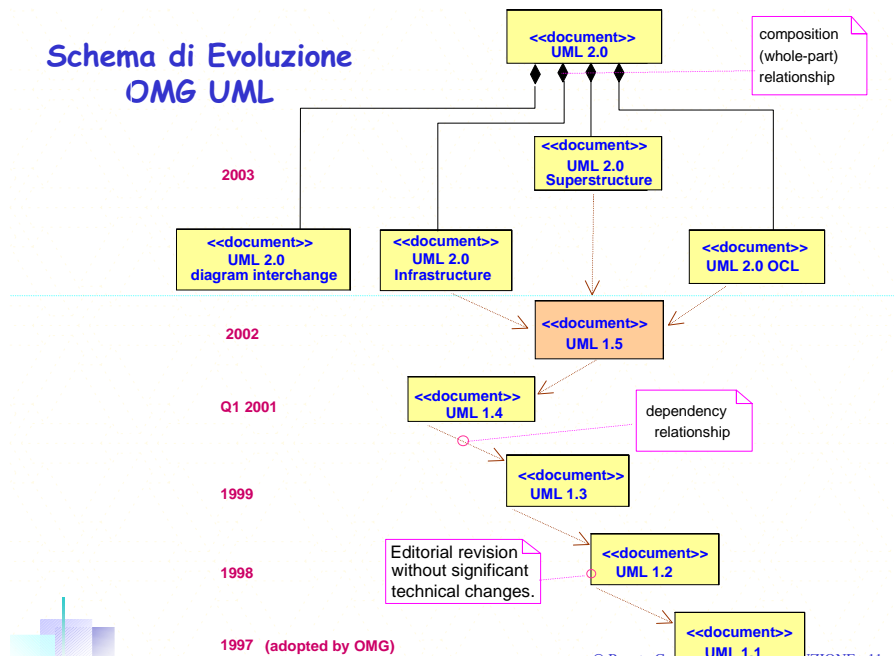 Schema di Evoluzione
OMG UML
<<document>>
UML 2.0
composition
(whole-part)
relationship
<<document>>
UML 2.0
Superstructure
2003
<<document>>
UML 2.0
diagram interchange
<<document>>
UML 2.0
Infrastructure
<<document>>
UML 2.0 OCL
2002
<<document>>
UML 1.5
Q1 2001
<<document>>
UML 1.4
dependency
relationship
1999
<<document>>
UML 1.3
1998
Editorial revision
without significant
technical changes.
<<document>>
UML 1.2
1997 (adopted by OMG)
<<document>>
UML 1.1